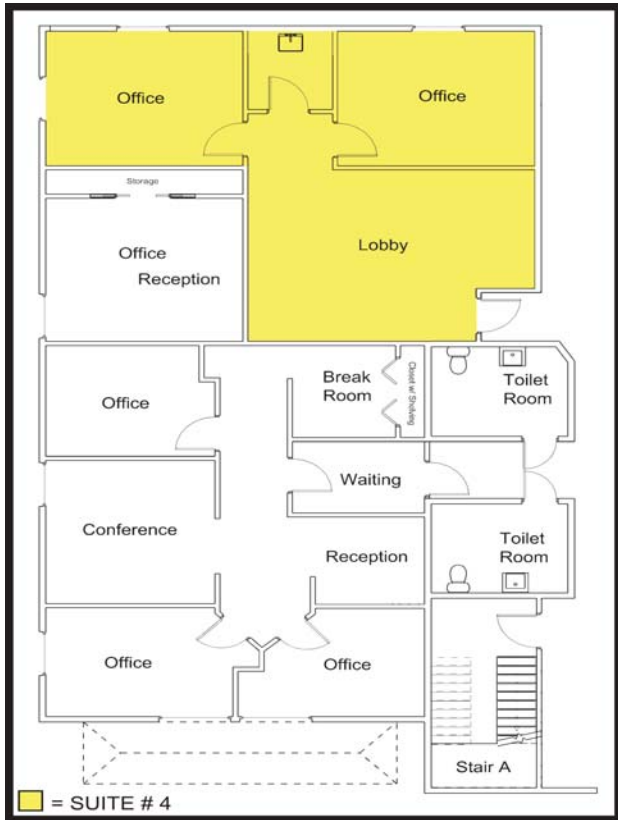 Office
Office
Storage
Office
Reception
Lobby
Office
Break
Room
Closet w/ Shelving
Toilet
Room
Waiting
Conference
Reception
Toilet
Room
Office
Office
Stair A
= SUITE # 4